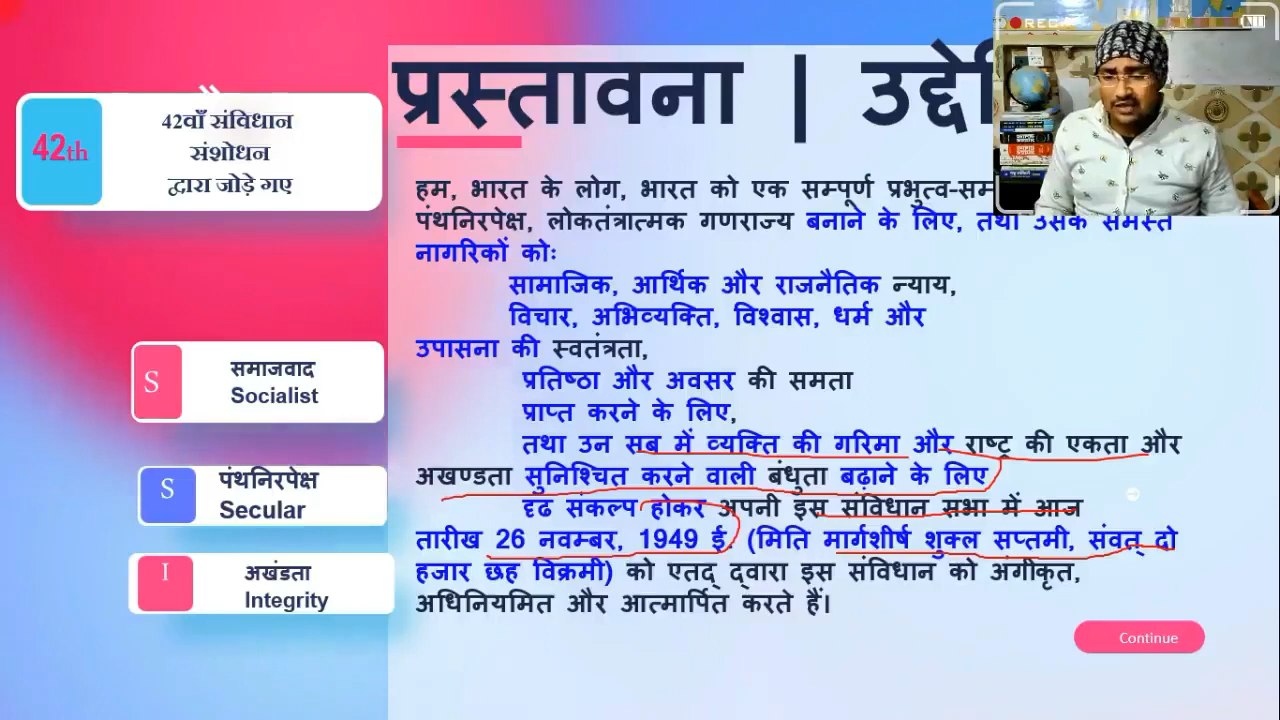 REC
प्रस्तावना | उद्दे
42th
42वाँ संविधान
संशोधन
द्वारा जोड़े गए
हम, भारत के लोग, भारत को एक सम्पूर्ण प्रभुत्व-सम्
पंथनिरपेक्ष, लोकतंत्रात्मक गणराज्य बनाने के लिए, तथा उसके समस्त
नागरिकों को:
सामाजिक, आर्थिक और राजनैतिक न्याय,
विचार, अभिव्यक्ति, विश्वास, धर्म और
उपासना की स्वतंत्रता,
प्रतिष्ठा और अवसर की समता
प्राप्त करने के लिए,
तथा उन सब में व्यक्ति की गरिमा और राष्ट्र की एकता और
अखण्डता सुनिश्चित करने वाली बंधुता बढ़ाने के लिए
दृढ संकल्प होकर अपनी इस संविधान सभा में आज
तारीख 26 नवम्बर, 1949 ई. (मिति मार्गशीर्ष शुक्ल सप्तमी, संवत् दो
हजार छह विक्रमी) को एतद् द्वारा इस संविधान को अंगीकृत,
अधिनियमित और आत्मार्पित करते हैं।
S
समाजवाद
Socialist
S
पंथनिरपेक्ष
Secular
I
अखंडता
Integrity
Continue